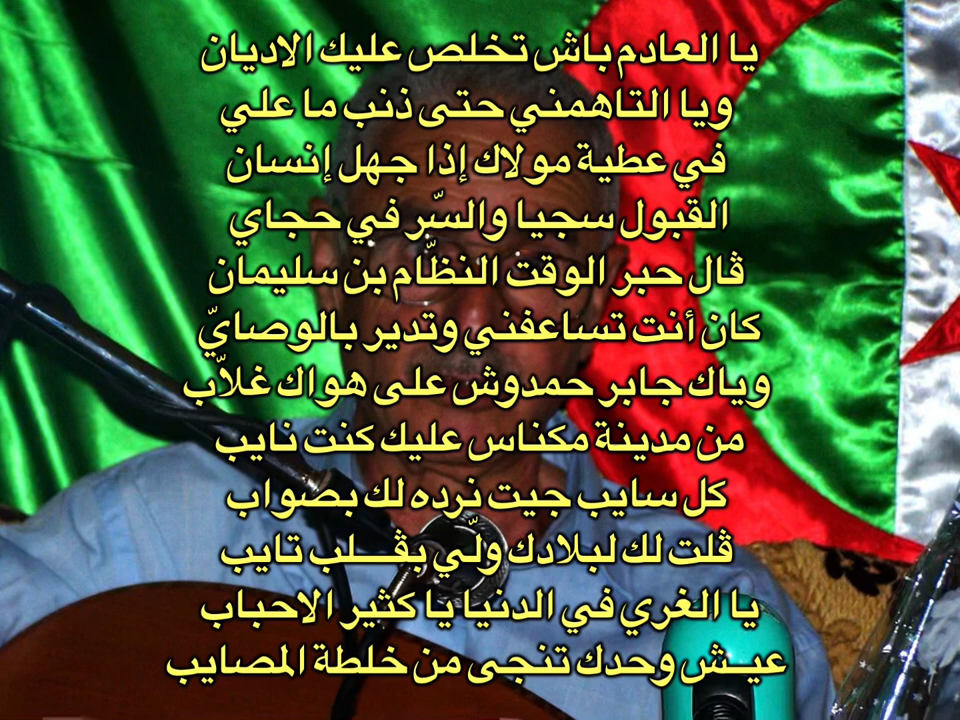 يا العادم باش تخلص عليك الاديان
ويا التاهمني حتى ذنب ما علي
في عطية مولاك إذا جهل إنسان
القبول سجيا والسّر في حجاي
ڨال حبر الوقت النظّام بن سليمان
كان أنت تساعفني وتدير بالوصايّ
وياك جابر حمدوش على هواك غلاّب
من مدينة مكناس عليك كنت نايب
كل سايب جيت نرده لك بصواب
ڨلت لك لبلادك ولّي بڨـــلب تايب
يا الغري في الدنيا يا كثير الاحباب
عيــش وحدك تنجى من خلطة المصايب